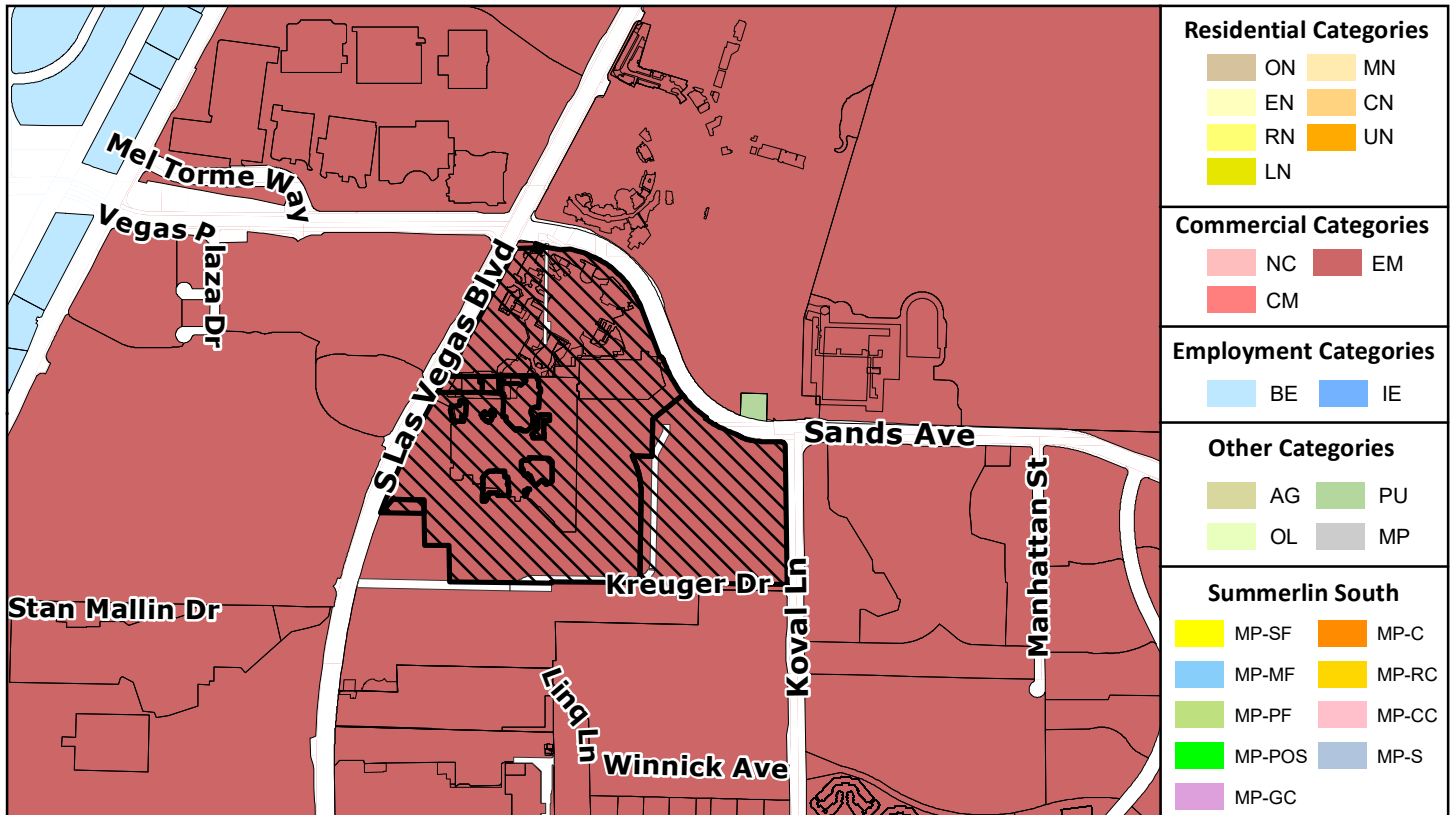 Mel Torme Way
Vegas Plaza Dr
S Las Vegas Blvd
Sands Ave
Manhattan St
Kreuger Dr
Koval Ln
Stan Mallin Dr
Linq Ln
Winnick Ave
Residential Categories
ON MN
EN CN
RN UN
LN
Commercial Categories
NC EM
CM
Employment Categories
BE IE
Other Categories
AG PU
OL MP
Summerlin South
MP-SF MP-C
MP-MF MP-RC
MP-PF MP-CC
MP-POS MP-S
MP-GC